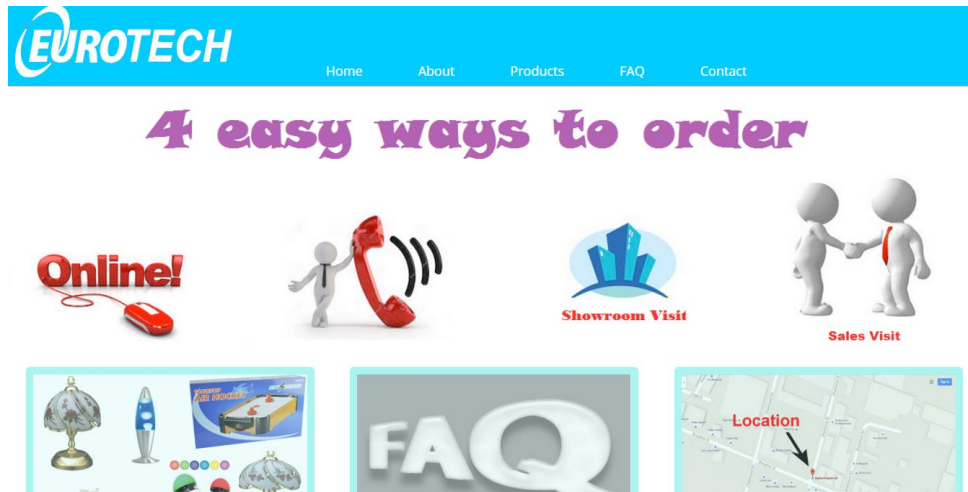 EUROTECH
Home About Products FAQ Contact
4 easy ways to order
Online!
Showroom Visit
Sales Visit
AIR HOCKEY
FAQ
Location